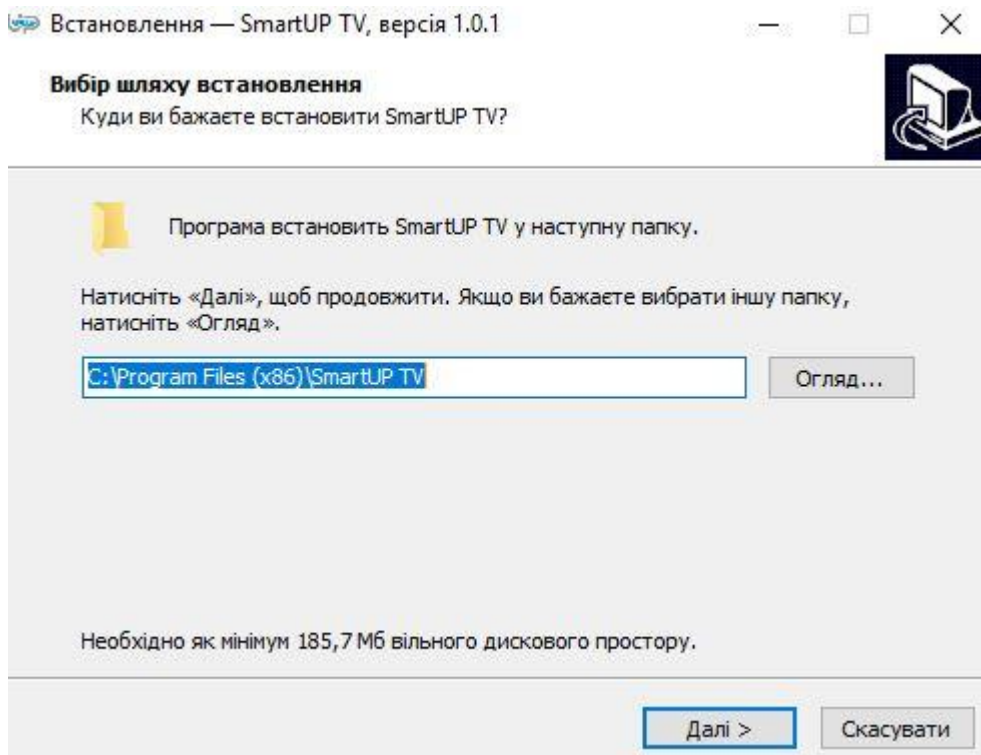 Встановлення — SmartUP TV, версія 1.0.1
Вибір шляху встановлення
Куди ви бажаєте встановити SmartUP TV?
Програма встановить SmartUP TV у наступну папку.
Натисніть «Далі», щоб продовжити. Якщо ви бажаєте вибрати іншу папку,
натисніть «Огляд».
C:\Program Files (x86)\SmartUP TV
Огляд...
Необхідно як мінімум 185,7 Мб вільного дискового простору.
Далі >
Скасувати